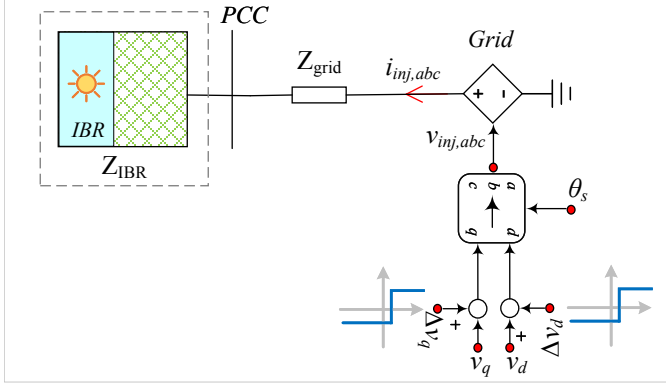 PCC
Grid
Z_grid
i_inj,abc
+ -
IBR
Z_IBR
v_inj,abc
a
b
c
θ_s
q d
Δv_q
+
+
Δv_d
v_q
v_d